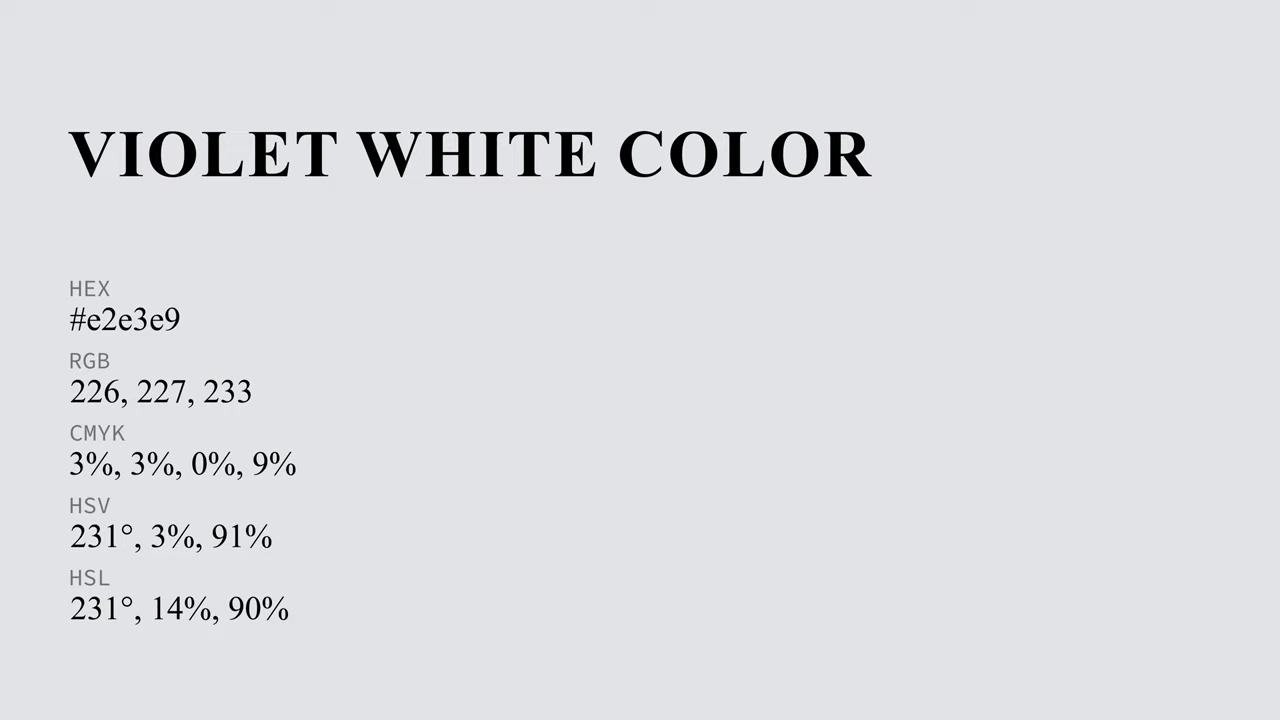 VIOLET WHITE COLOR
HEX
#e2e3e9
RGB
226, 227, 233
CMYK
3%, 3%, 0%, 9%
HSV
231°, 3%, 91%
HSL
231°, 14%, 90%